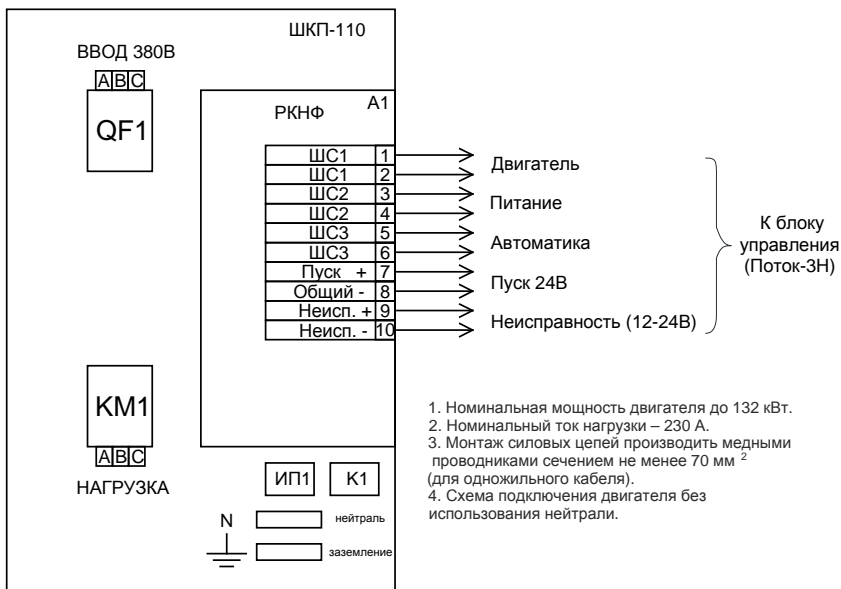 ШКП-110
ВВОД 380В
A B C
QF1
РКНФ
A1
ШС1 1
ШС1 2
ШС2 3
ШС2 4
ШС3 5
ШС3 6
Пуск + 7
Общий - 8
Неисп. + 9
Неисп. - 10
Двигатель
Питание
Автоматика
Пуск 24В
Неисправность (12-24В)
К блоку
управления
(Поток-3Н)
KM1
A B C
НАГРУЗКА
ИП1
K1
N
нейтраль
заземление
1. Номинальная мощность двигателя до 132 кВт.
2. Номинальный ток нагрузки – 230 А.
3. Монтаж силовых цепей производить медными
проводниками сечением не менее 70 мм ²
(для одножильного кабеля).
4. Схема подключения двигателя без
использования нейтрали.